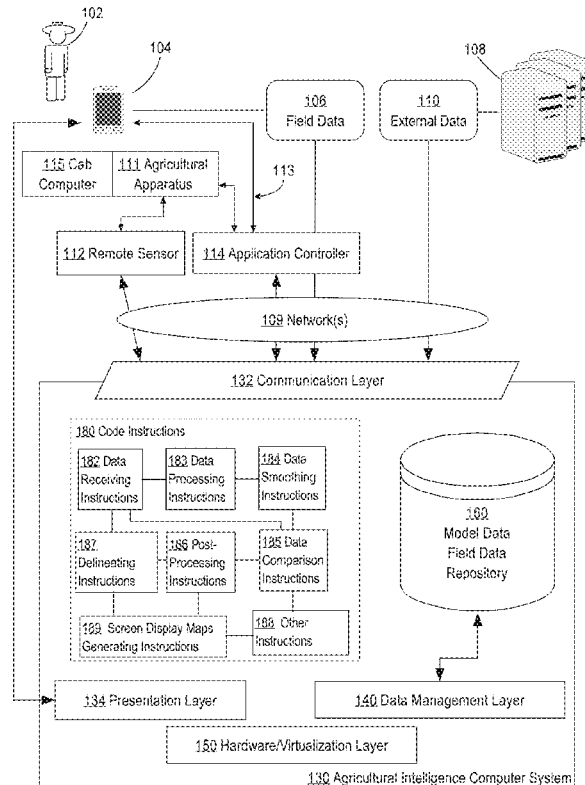 102
104
108
106
Field Data
110
External Data
115 Cab
Computer
111 Agricultural
Apparatus
113
112 Remote Sensor
114 Application Controller
109 Network(s)
132 Communication Layer
180 Code Instructions
182 Data
Receiving
Instructions
183 Data
Processing
Instructions
184 Data
Smoothing
Instructions
187
Delineating
Instructions
186 Post-
Processing
Instructions
185 Data
Comparison
Instructions
189 Screen Display Maps
Generating Instructions
188 Other
Instructions
160
Model Data
Field Data
Repository
134 Presentation Layer
140 Data Management Layer
150 Hardware/Virtualization Layer
130 Agricultural Intelligence Computer System